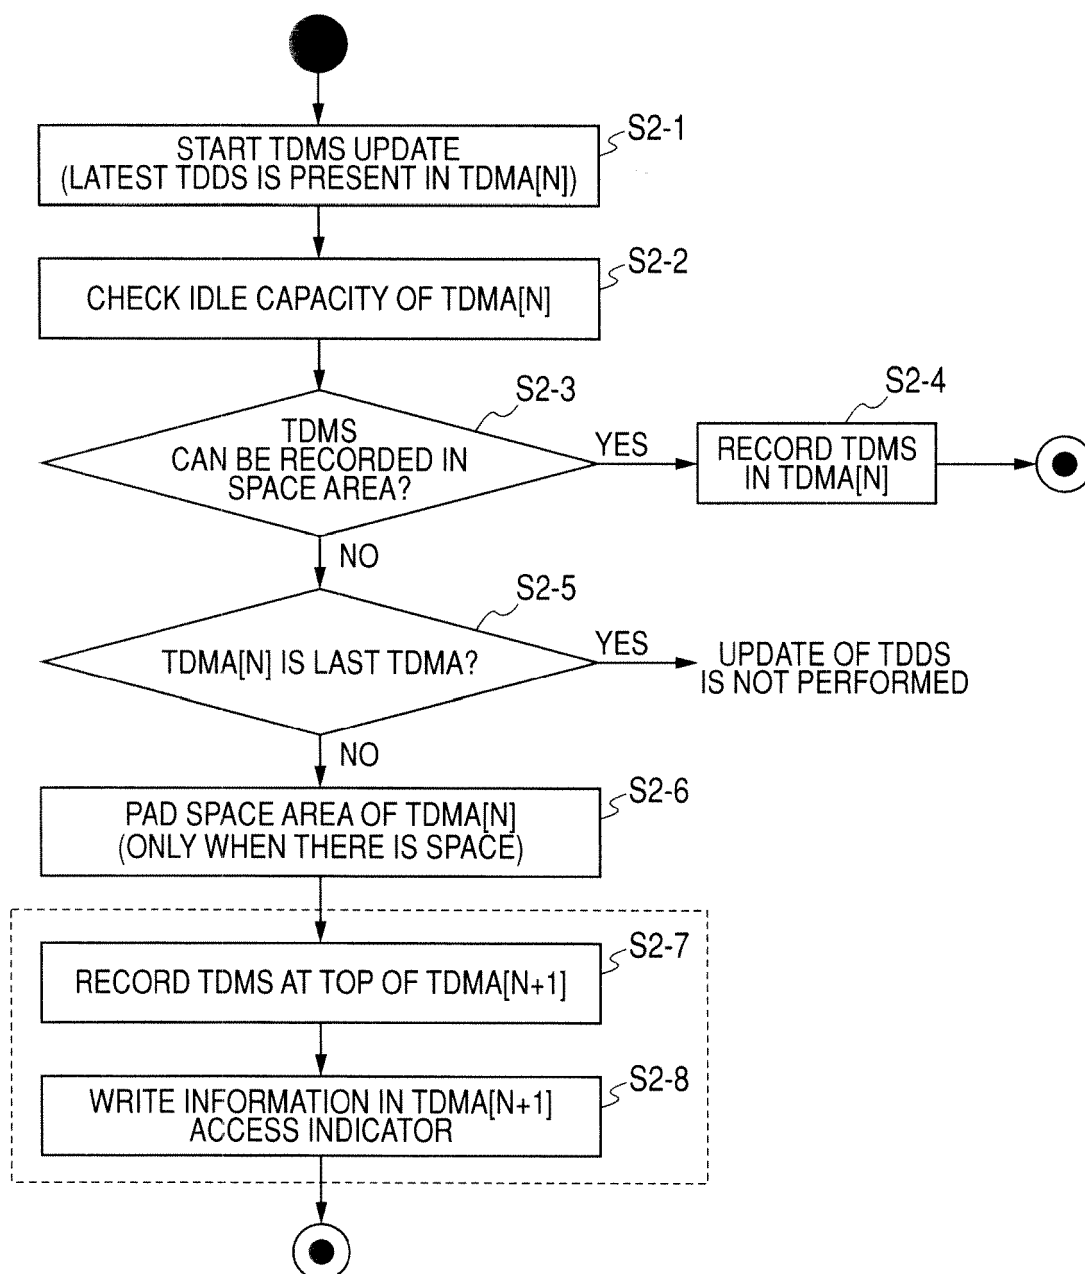 S2-1
START TDMS UPDATE
(LATEST TDDS IS PRESENT IN TDMA[N])
S2-2
CHECK IDLE CAPACITY OF TDMA[N]
S2-3
TDMS
CAN BE RECORDED IN
SPACE AREA?
YES
S2-4
RECORD TDMS
IN TDMA[N]
NO
S2-5
TDMA[N] IS LAST TDMA?
YES
UPDATE OF TDDS
IS NOT PERFORMED
NO
S2-6
PAD SPACE AREA OF TDMA[N]
(ONLY WHEN THERE IS SPACE)
S2-7
RECORD TDMS AT TOP OF TDMA[N+1]
S2-8
WRITE INFORMATION IN TDMA[N+1]
ACCESS INDICATOR